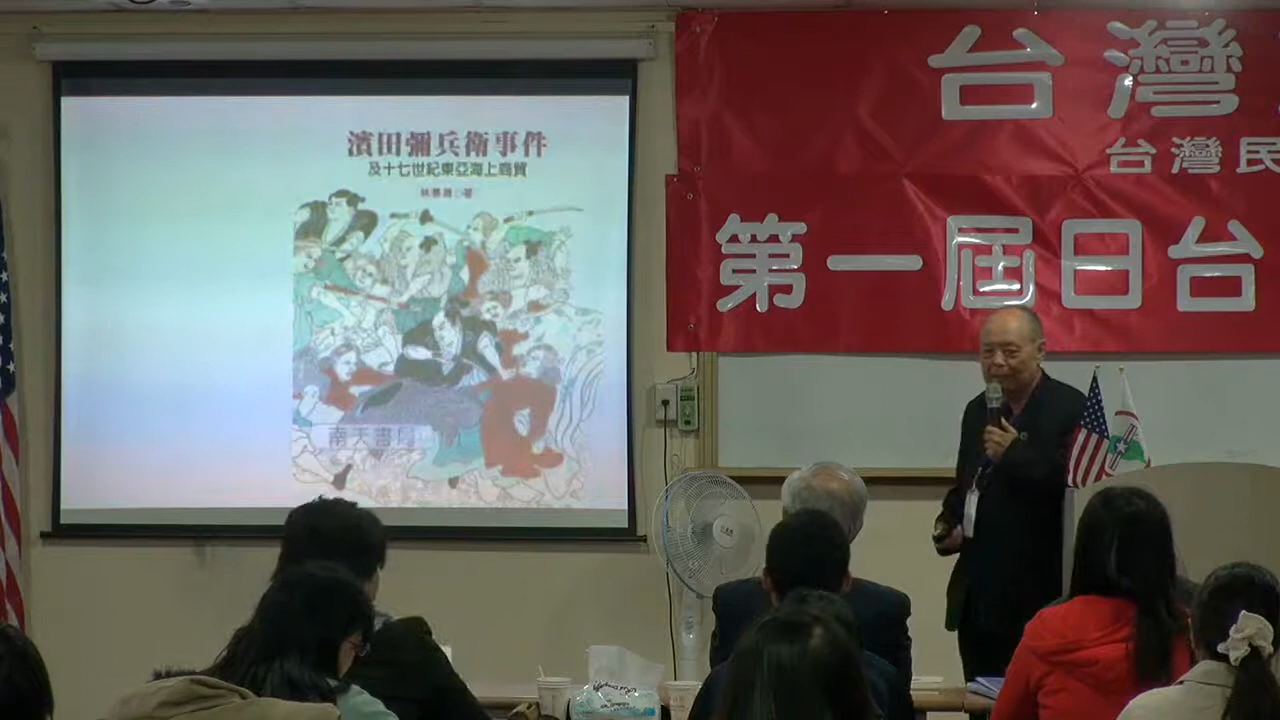 濱田彌兵衛事件
及十七世紀東亞海上商貿
南天書局
台灣
台灣民
第一屆日台